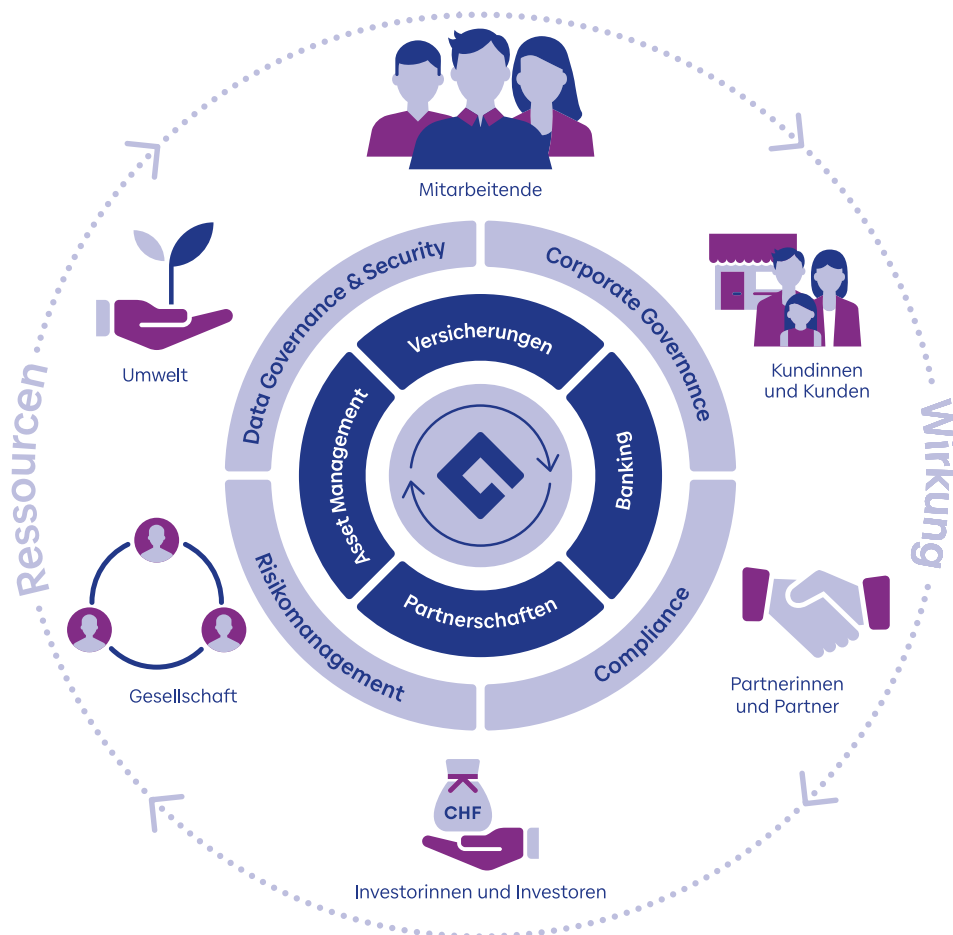 Mitarbeitende
Data Governance & Security
Corporate Governance
Versicherungen
Kundinnen
und Kunden
Umwelt
Ressourcen
Wirkung
Asset Management
Banking
Partnerschaften
Risikomanagement
Compliance
Gesellschaft
Partnerinnen
und Partner
CHF
Investorinnen und Investoren